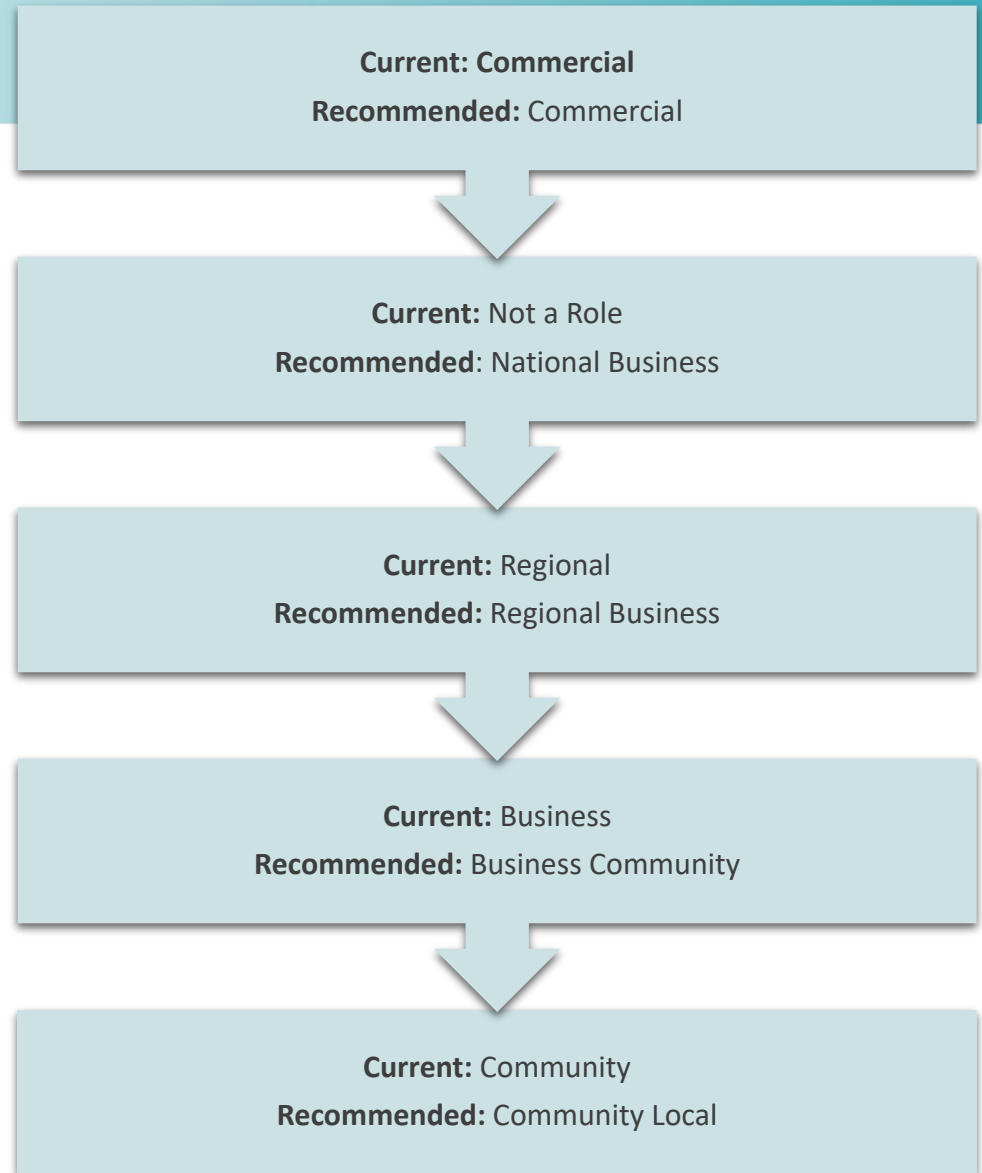 Current: Commercial
Recommended: Commercial
Current: Not a Role
Recommended: National Business
Current: Regional
Recommended: Regional Business
Current: Business
Recommended: Business Community
Current: Community
Recommended: Community Local